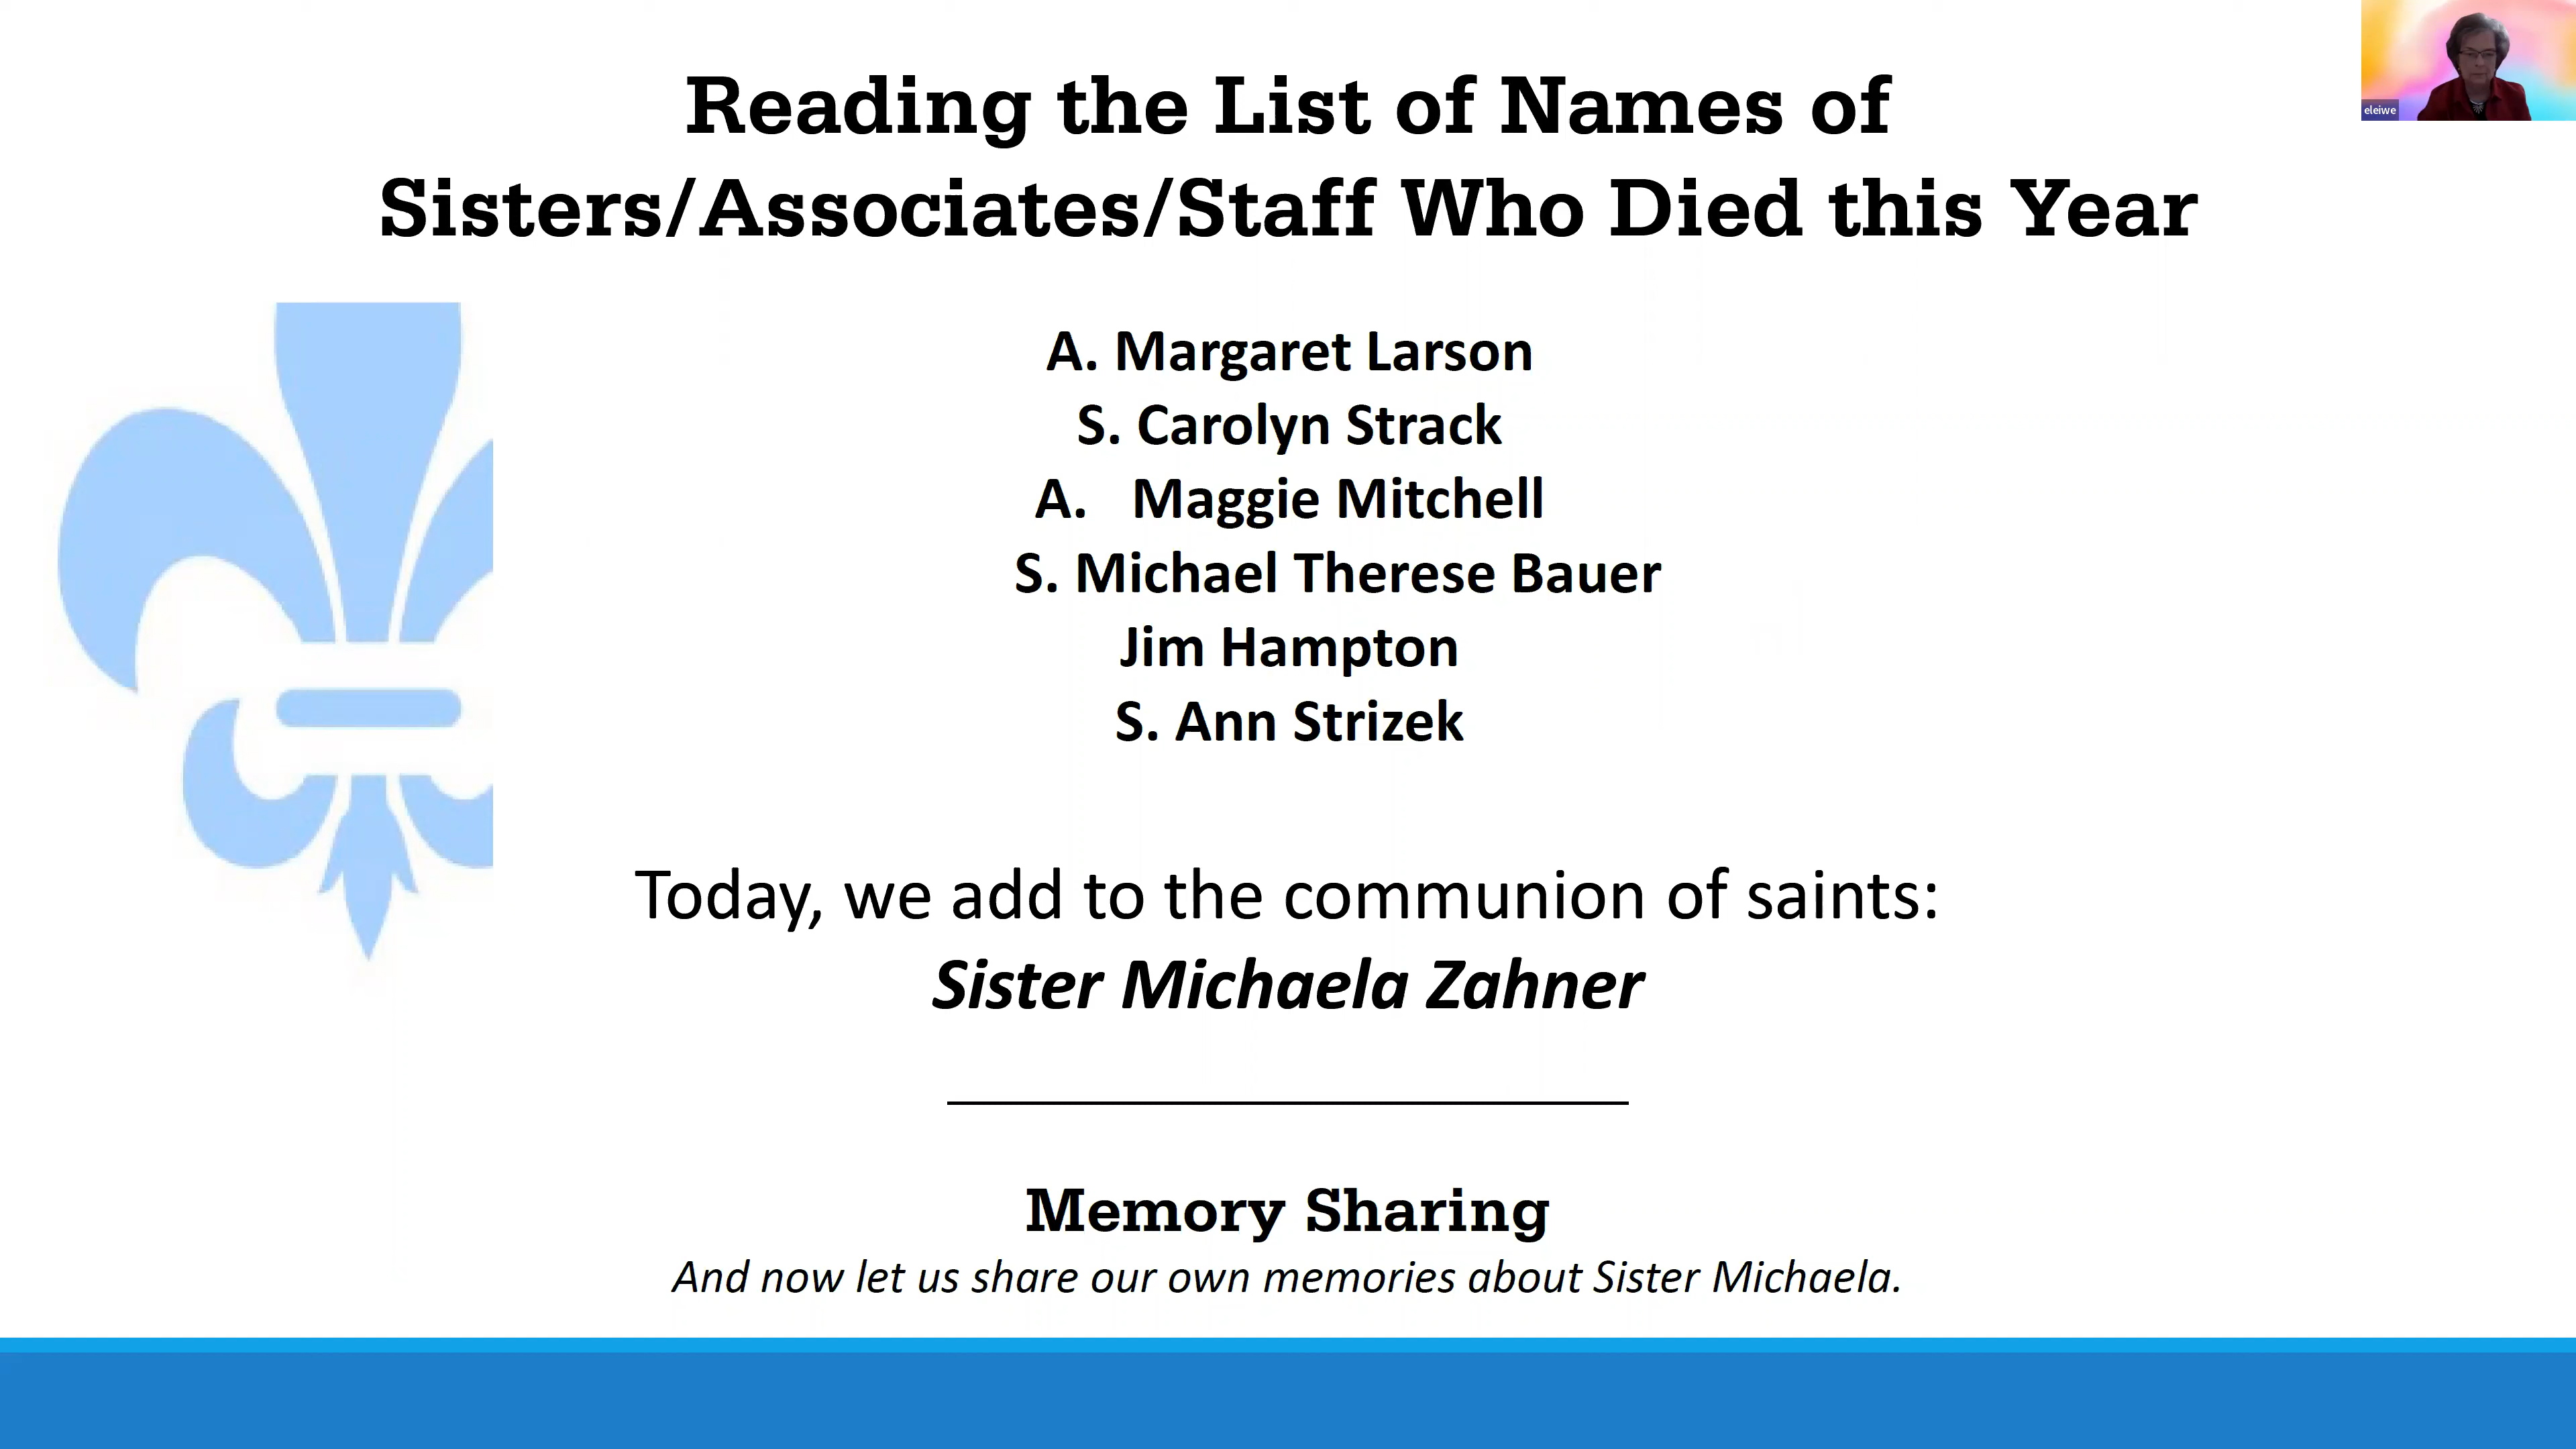 Reading the List of Names of
Sisters/Associates/Staff Who Died this Year
eleiwe
A. Margaret Larson
S. Carolyn Strack
A. Maggie Mitchell
S. Michael Therese Bauer
Jim Hampton
S. Ann Strizek
Today, we add to the communion of saints:
Sister Michaela Zahner
Memory Sharing
And now let us share our own memories about Sister Michaela.